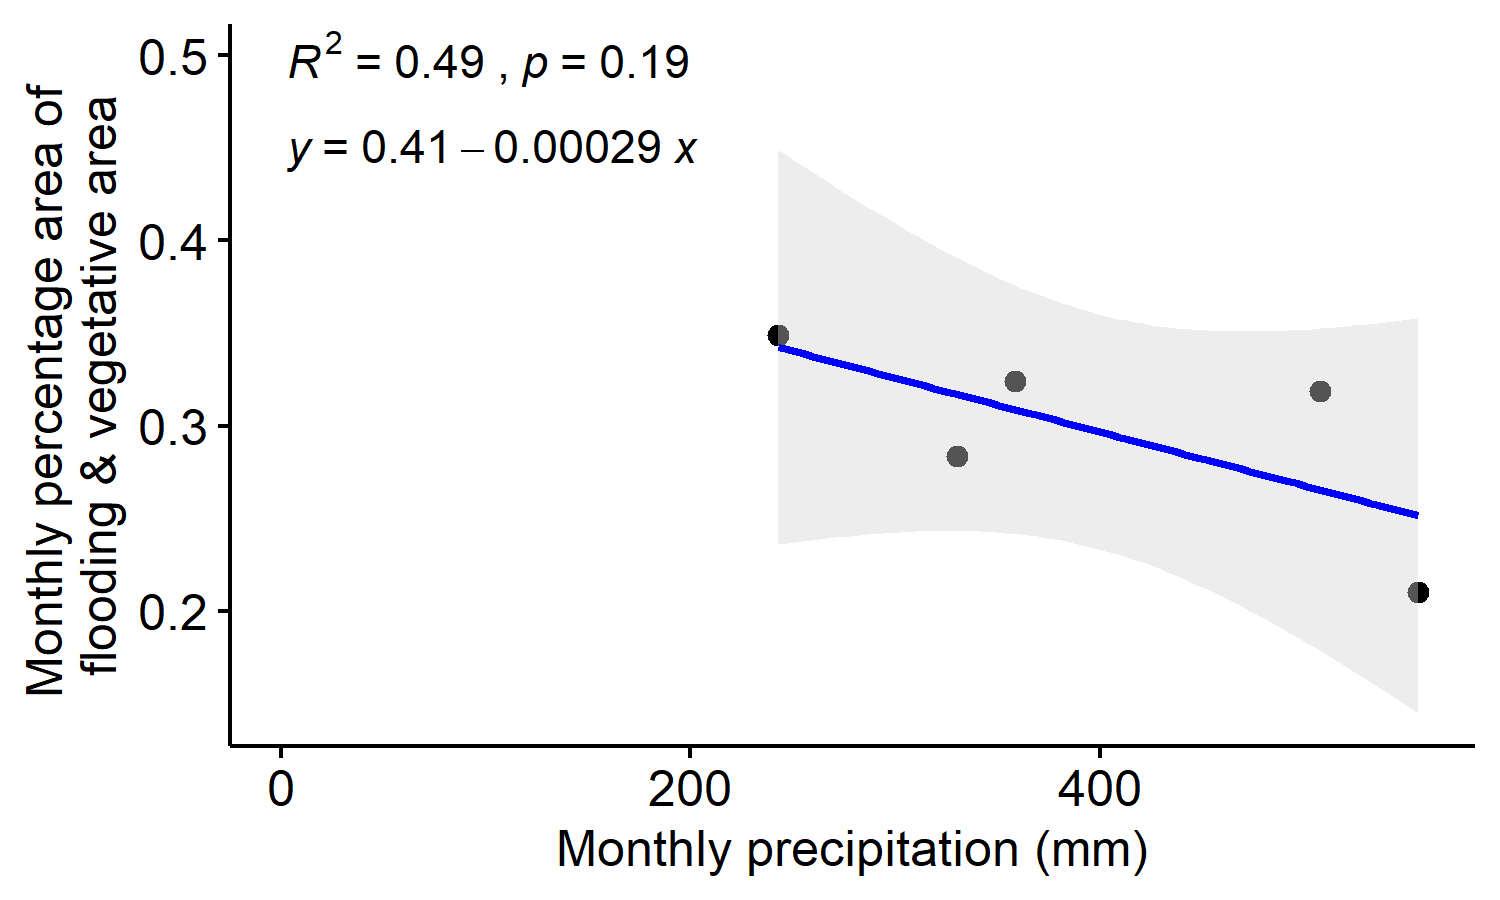 R² = 0.49 , p = 0.19
y = 0.41 – 0.00029 x
Monthly percentage area of
flooding & vegetative area
0.5
0.4
0.3
0.2
0 200 400
Monthly precipitation (mm)